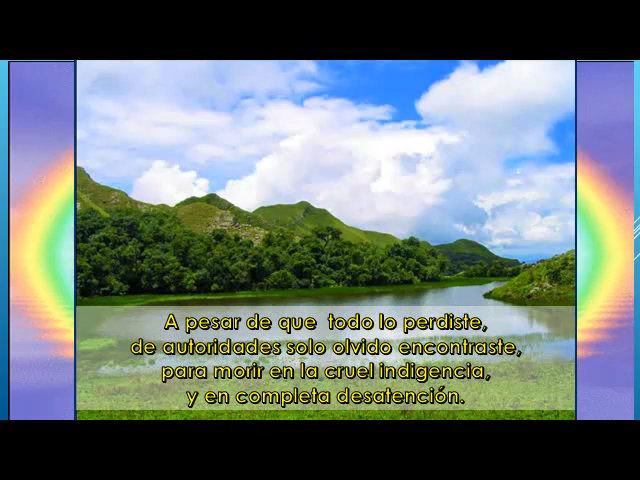 A pesar de que todo lo perdiste,
de autoridades solo olvido encontraste,
para morir en la cruel indigencia,
y en completa desatención.